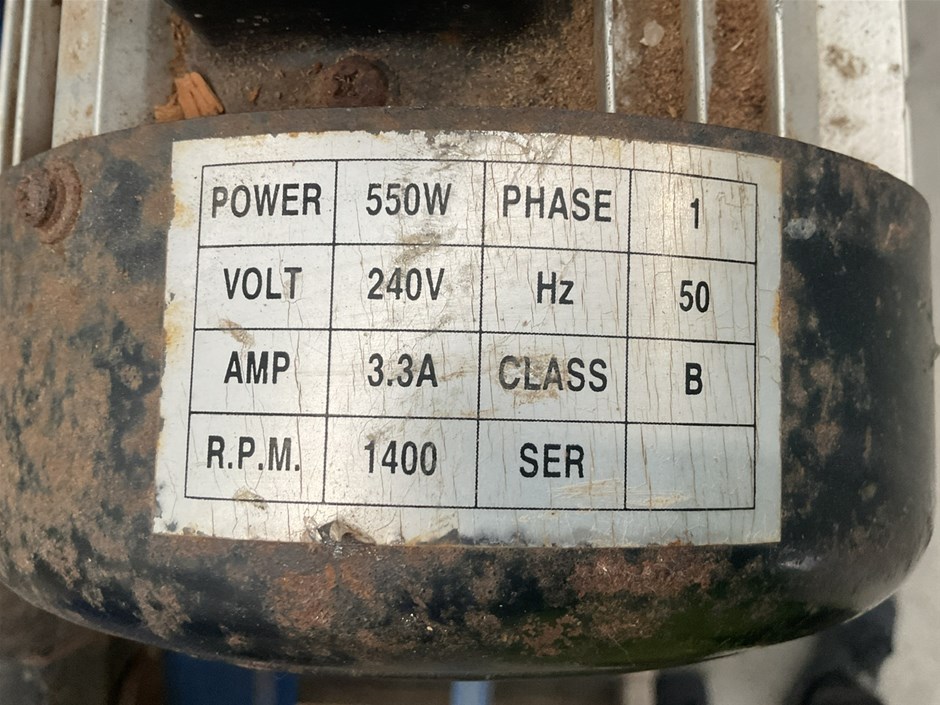 POWER 550W PHASE 1
VOLT 240V Hz 50
AMP 3.3A CLASS B
R.P.M. 1400 SER